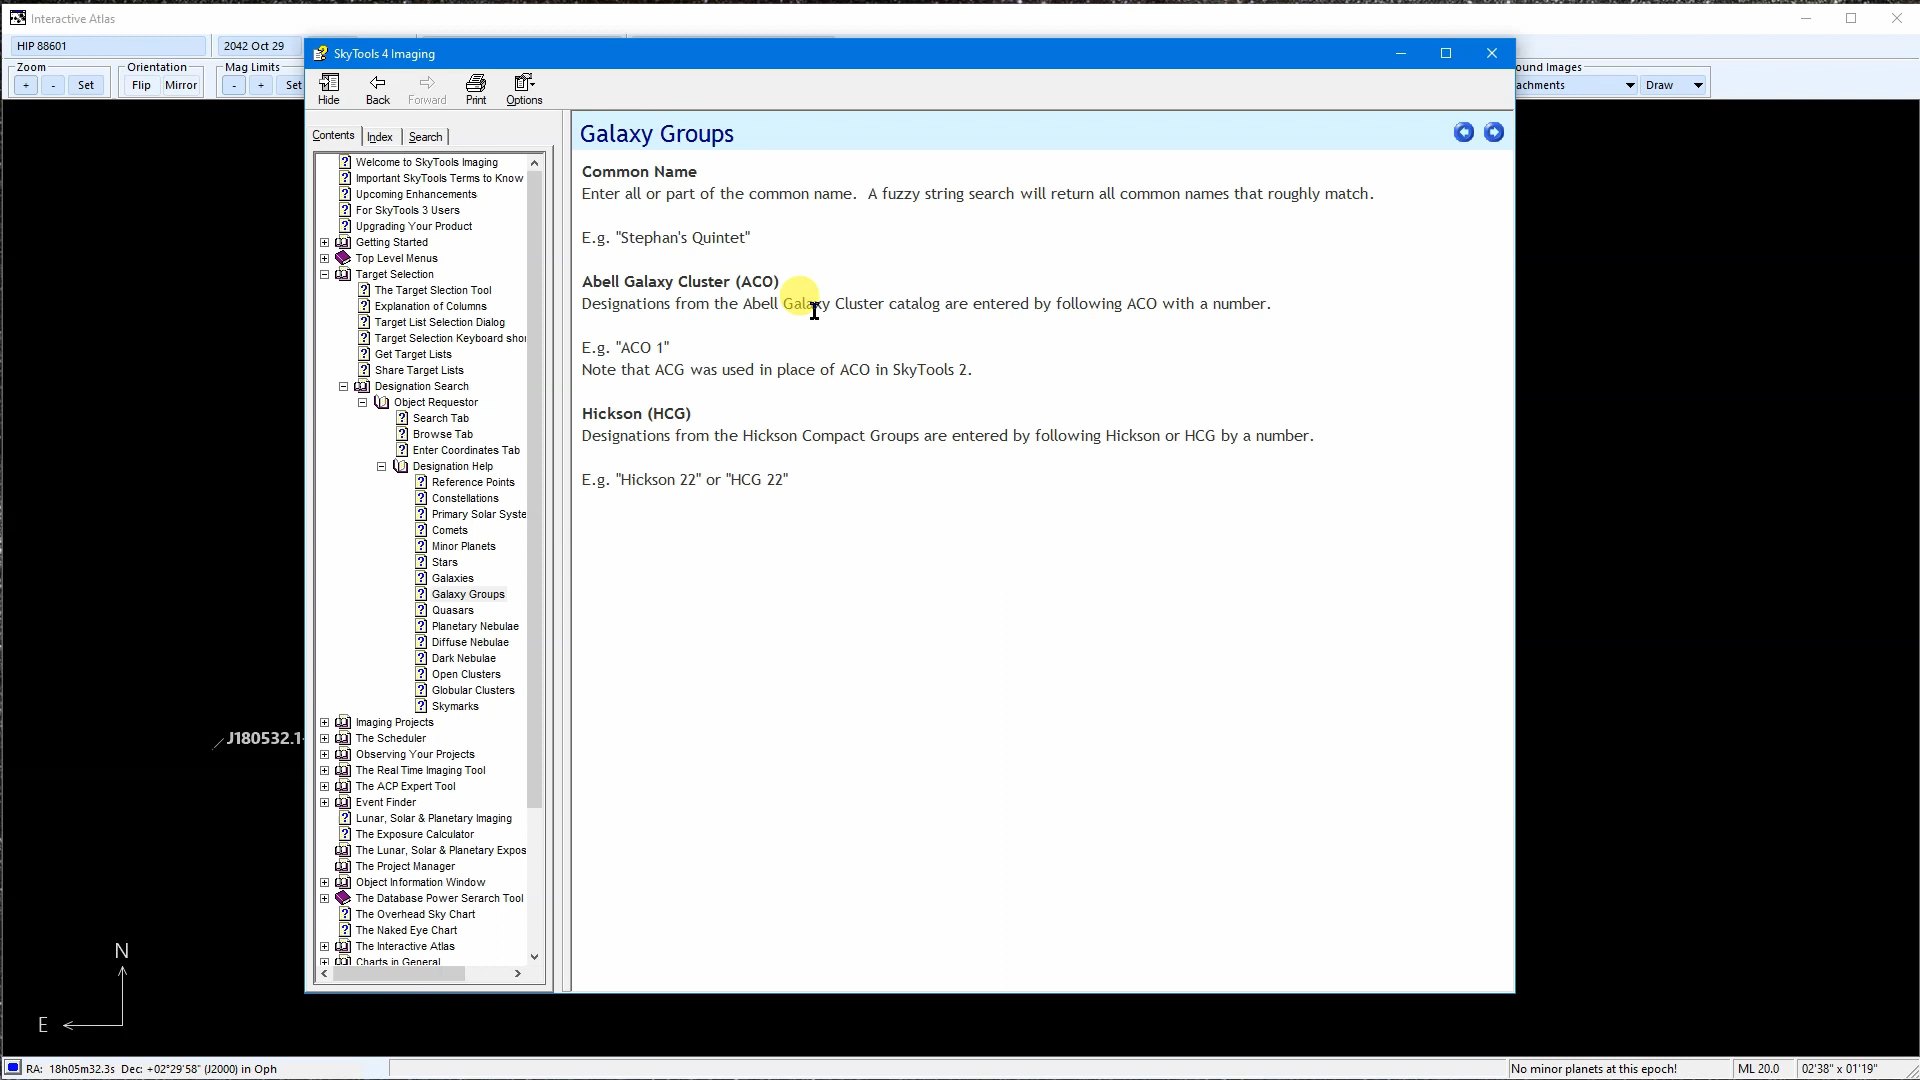 Interactive Atlas
HIP 88601
2042 Oct 29
Zoom
+ - Set
Orientation
Flip Mirror
Mag Limits
- + Set
SkyTools 4 Imaging
ound Images
achments
Draw
Hide
Back
Forward
Print
Options
Contents
Index
Search
Welcome to SkyTools Imaging
Important SkyTools Terms to Know
Upcoming Enhancements
For SkyTools 3 Users
Upgrading Your Product
Getting Started
Top Level Menus
Target Selection
The Target Slection Tool
Explanation of Columns
Target List Selection Dialog
Target Selection Keyboard shor
Get Target Lists
Share Target Lists
Designation Search
Object Requestor
Search Tab
Browse Tab
Enter Coordinates Tab
Designation Help
Reference Points
Constellations
Primary Solar Syste
Comets
Minor Planets
Stars
Galaxies
Galaxy Groups
Quasars
Planetary Nebulae
Diffuse Nebulae
Dark Nebulae
Open Clusters
Globular Clusters
Skymarks
Imaging Projects
The Scheduler
Observing Your Projects
The Real Time Imaging Tool
The ACP Expert Tool
Event Finder
Lunar, Solar & Planetary Imaging
The Exposure Calculator
The Lunar, Solar & Planetary Expos
The Project Manager
Object Information Window
The Database Power Serarch Tool
The Overhead Sky Chart
The Naked Eye Chart
The Interactive Atlas
Charts in General
Galaxy Groups
Common Name
Enter all or part of the common name. A fuzzy string search will return all common names that roughly match.
E.g. "Stephan's Quintet"
Abell Galaxy Cluster (ACO)
Designations from the Abell Galaxy Cluster catalog are entered by following ACO with a number.
E.g. "ACO 1"
Note that ACG was used in place of ACO in SkyTools 2.
Hickson (HCG)
Designations from the Hickson Compact Groups are entered by following Hickson or HCG by a number.
E.g. "Hickson 22" or "HCG 22"
J180532.1
N
E
RA: 18h05m32.3s Dec: +02°29'58" (J2000) in Oph
No minor planets at this epoch!
ML 20.0
02'38" x 01'19"